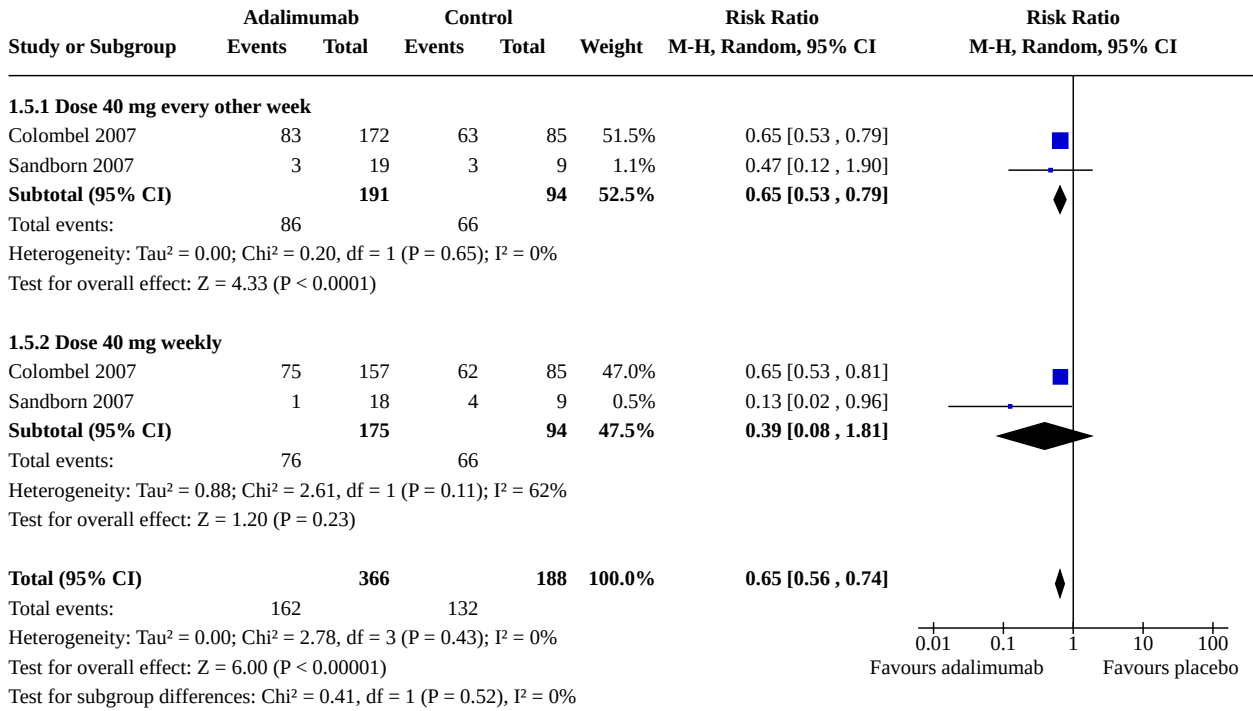 Adalimumab Control Risk Ratio Risk Ratio
Study or Subgroup Events Total Events Total Weight M-H, Random, 95% CI M-H, Random, 95% CI
1.5.1 Dose 40 mg every other week
Colombel 2007 83 172 63 85 51.5% 0.65 [0.53 , 0.79]
Sandborn 2007 3 19 3 9 1.1% 0.47 [0.12 , 1.90]
Subtotal (95% CI) 191 94 52.5% 0.65 [0.53 , 0.79]
Total events: 86 66
Heterogeneity: Tau² = 0.00; Chi² = 0.20, df = 1 (P = 0.65); I² = 0%
Test for overall effect: Z = 4.33 (P < 0.0001)
1.5.2 Dose 40 mg weekly
Colombel 2007 75 157 62 85 47.0% 0.65 [0.53 , 0.81]
Sandborn 2007 1 18 4 9 0.5% 0.13 [0.02 , 0.96]
Subtotal (95% CI) 175 94 47.5% 0.39 [0.08 , 1.81]
Total events: 76 66
Heterogeneity: Tau² = 0.88; Chi² = 2.61, df = 1 (P = 0.11); I² = 62%
Test for overall effect: Z = 1.20 (P = 0.23)
Total (95% CI) 366 188 100.0% 0.65 [0.56 , 0.74]
Total events: 162 132
Heterogeneity: Tau² = 0.00; Chi² = 2.78, df = 3 (P = 0.43); I² = 0%
0.01 0.1 1 10 100
Test for overall effect: Z = 6.00 (P < 0.00001)
Favours adalimumab Favours placebo
Test for subgroup differences: Chi² = 0.41, df = 1 (P = 0.52), I² = 0%